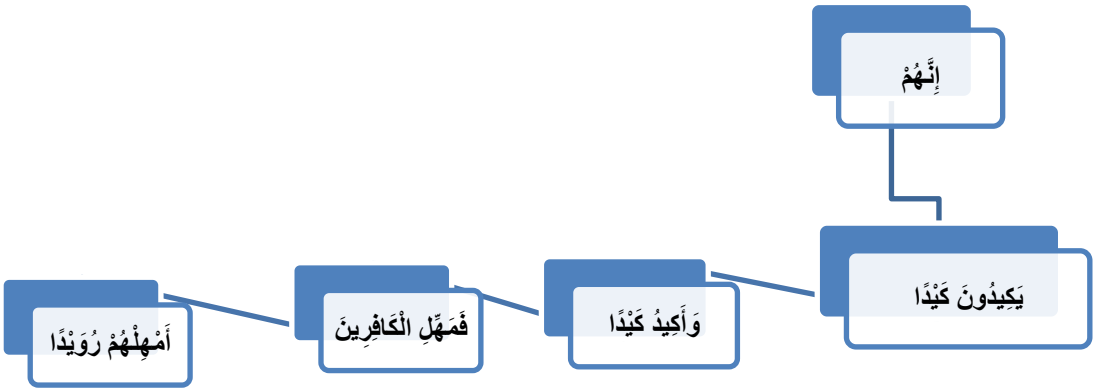 إِنَّهُمْ
يَكِيدُونَ كَيْدًا
وَأَكِيدُ كَيْدًا
فَمَهِّلِ الْكَافِرِينَ
أَمْهِلْهُمْ رُوَيْدًا